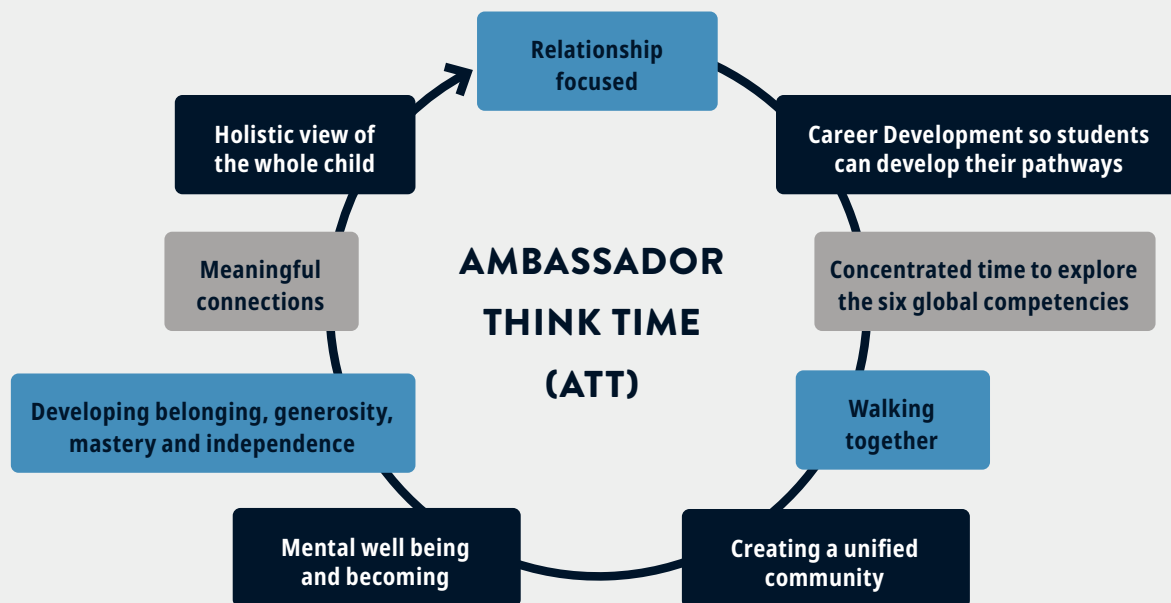 Relationship
focused
Career Development so students
can develop their pathways
Concentrated time to explore
the six global competencies
Walking
together
Creating a unified
community
Mental well being
and becoming
Developing belonging, generosity,
mastery and independence
Meaningful
connections
Holistic view of
the whole child
AMBASSADOR
THINK TIME
(ATT)